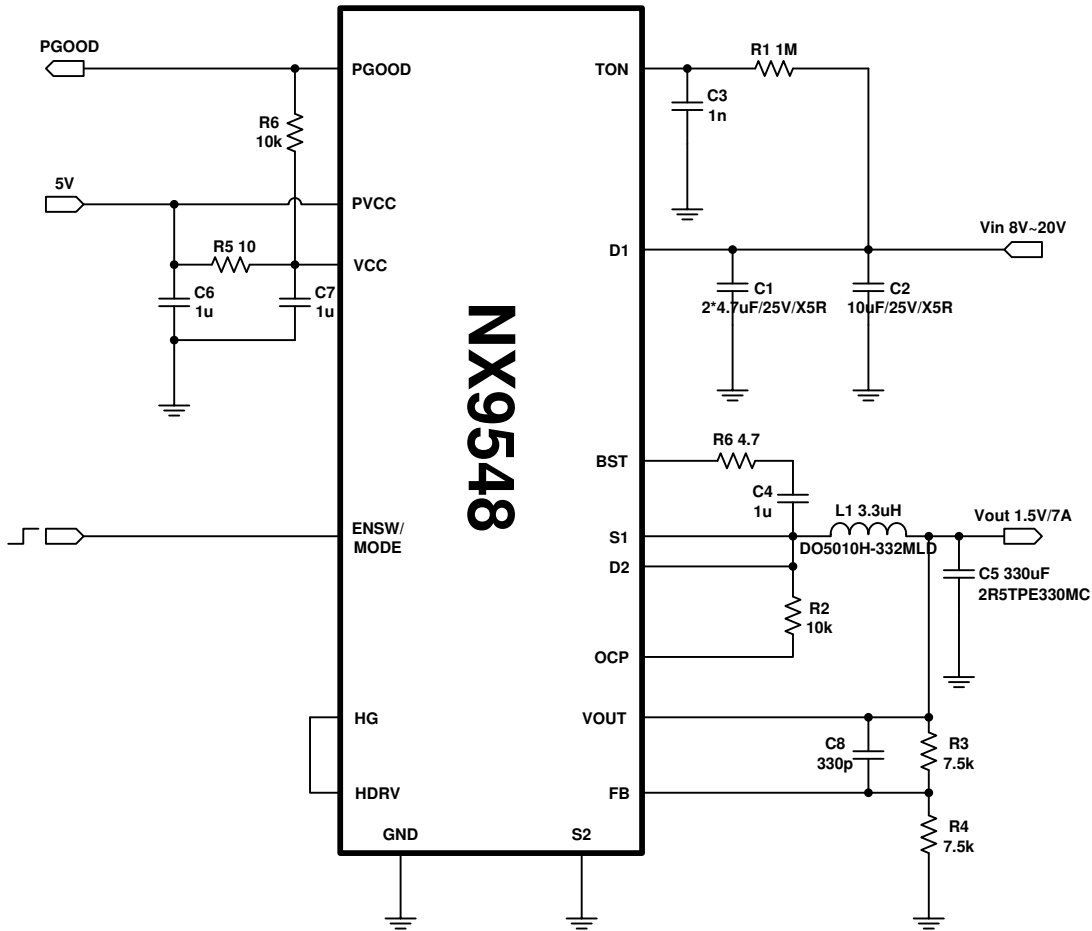 PGOOD
PGOOD
R6
10k
5V
PVCC
R5 10
VCC
C6
1u
C7
1u
ENSW/
MODE
HG
HDRV
GND
S2
NX9548
TON
R1 1M
C3
1n
D1
Vin 8V~20V
C1
2*4.7uF/25V/X5R
C2
10uF/25V/X5R
BST
R6 4.7
C4
1u
S1
L1 3.3uH
DO5010H-332MLD
Vout 1.5V/7A
D2
C5 330uF
2R5TPE330MC
R2
10k
OCP
VOUT
C8
330p
R3
7.5k
FB
R4
7.5k